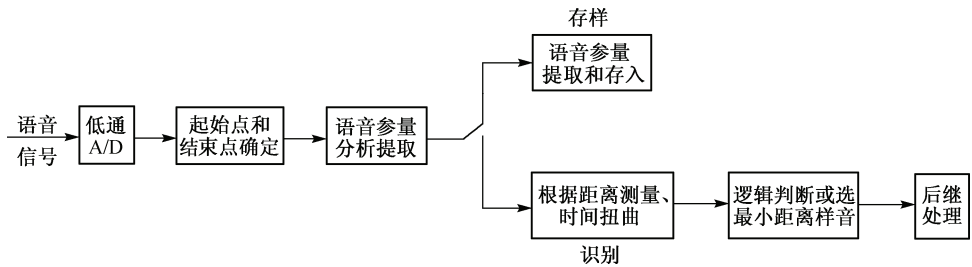 语音
信号
低通
A/D
起始点和
结束点确定
语音参量
分析提取
存样
语音参量
提取和存入
根据距离测量、
时间扭曲
识别
逻辑判断或选
最小距离样音
后继
处理